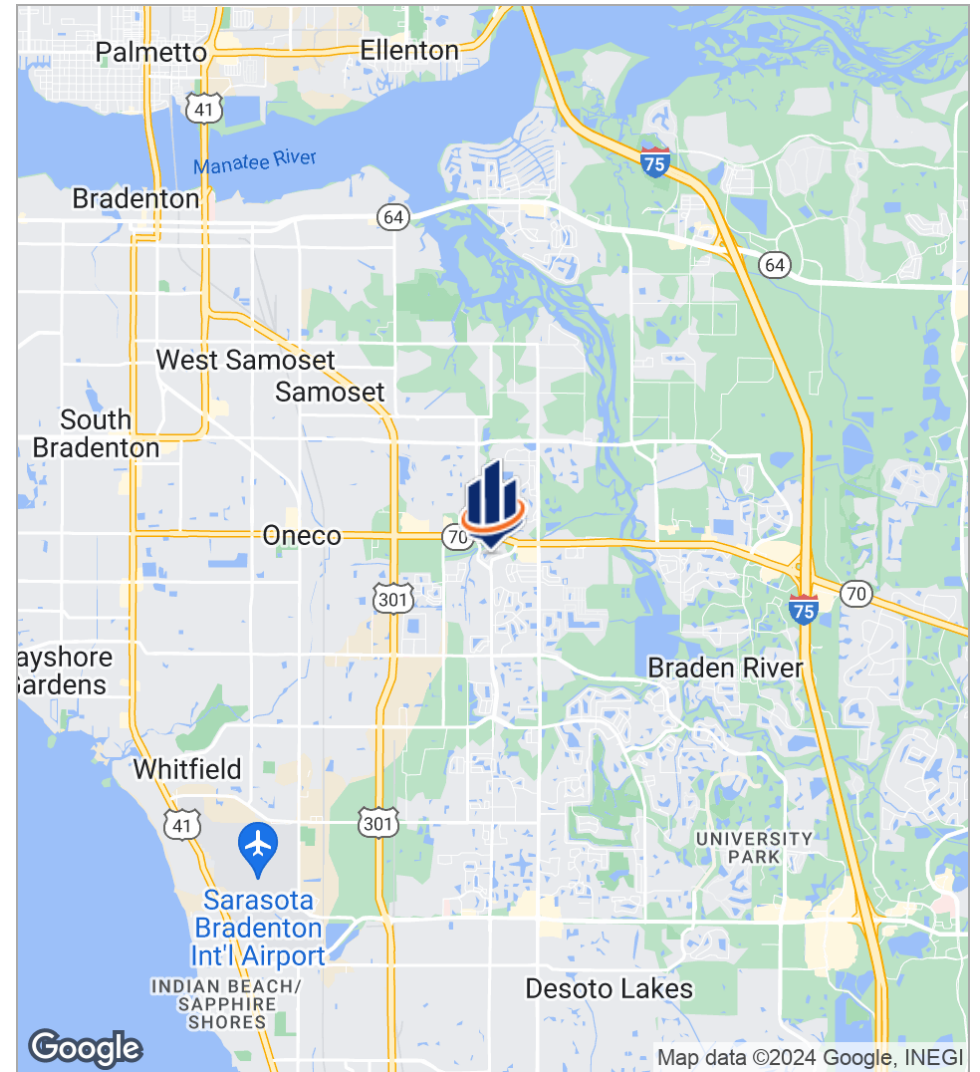 Palmetto
Ellenton
41
75
Manatee River
Bradenton
64
64
West Samoset
Samoset
South
Bradenton
Oneco
70
301
70
75
ayshore
Gardens
Braden River
Whitfield
41
301
UNIVERSITY
PARK
Sarasota
Bradenton
Int'l Airport
INDIAN BEACH/
SAPPHIRE
SHORES
Desoto Lakes
Google
Map data ©2024 Google, INEGI